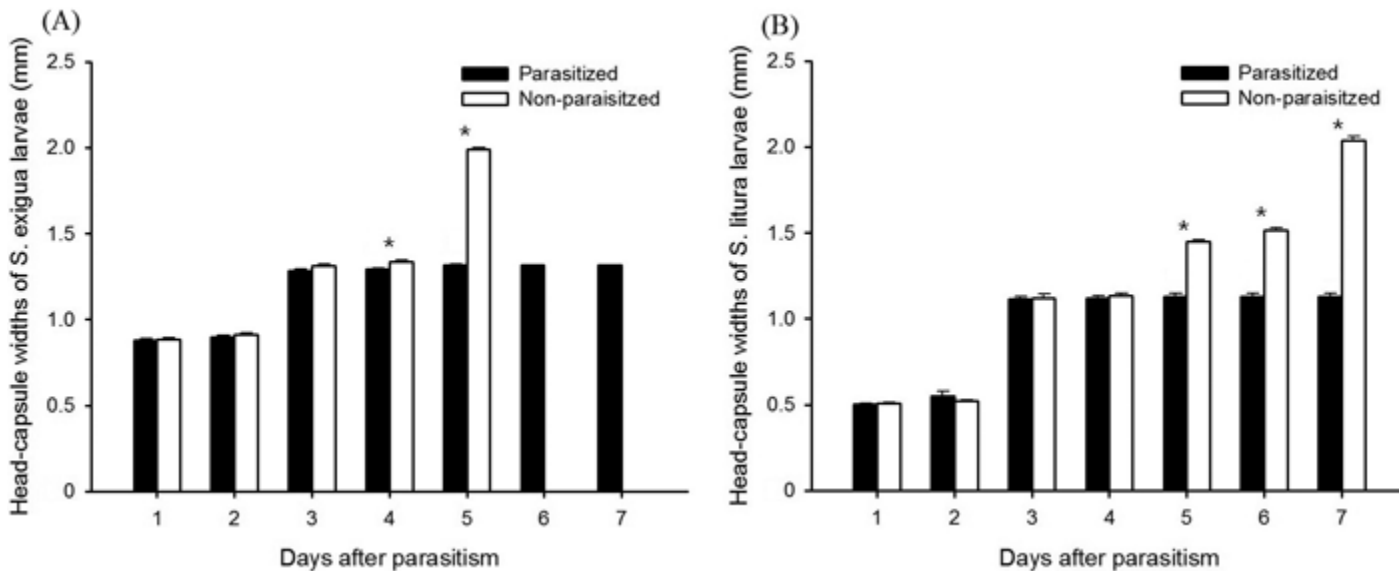 (A)
Head-capsule widths of S. exigua larvae (mm)
2.5
2.0
1.5
1.0
0.5
0
Parasitized
Non-paraisitzed
*
*
1 2 3 4 5 6 7
Days after parasitism
(B)
Head-capsule widths of S. litura larvae (mm)
2.5
2.0
1.5
1.0
0.5
0
Parasitized
Non-paraisitzed
*
*
*
1 2 3 4 5 6 7
Days after parasitism